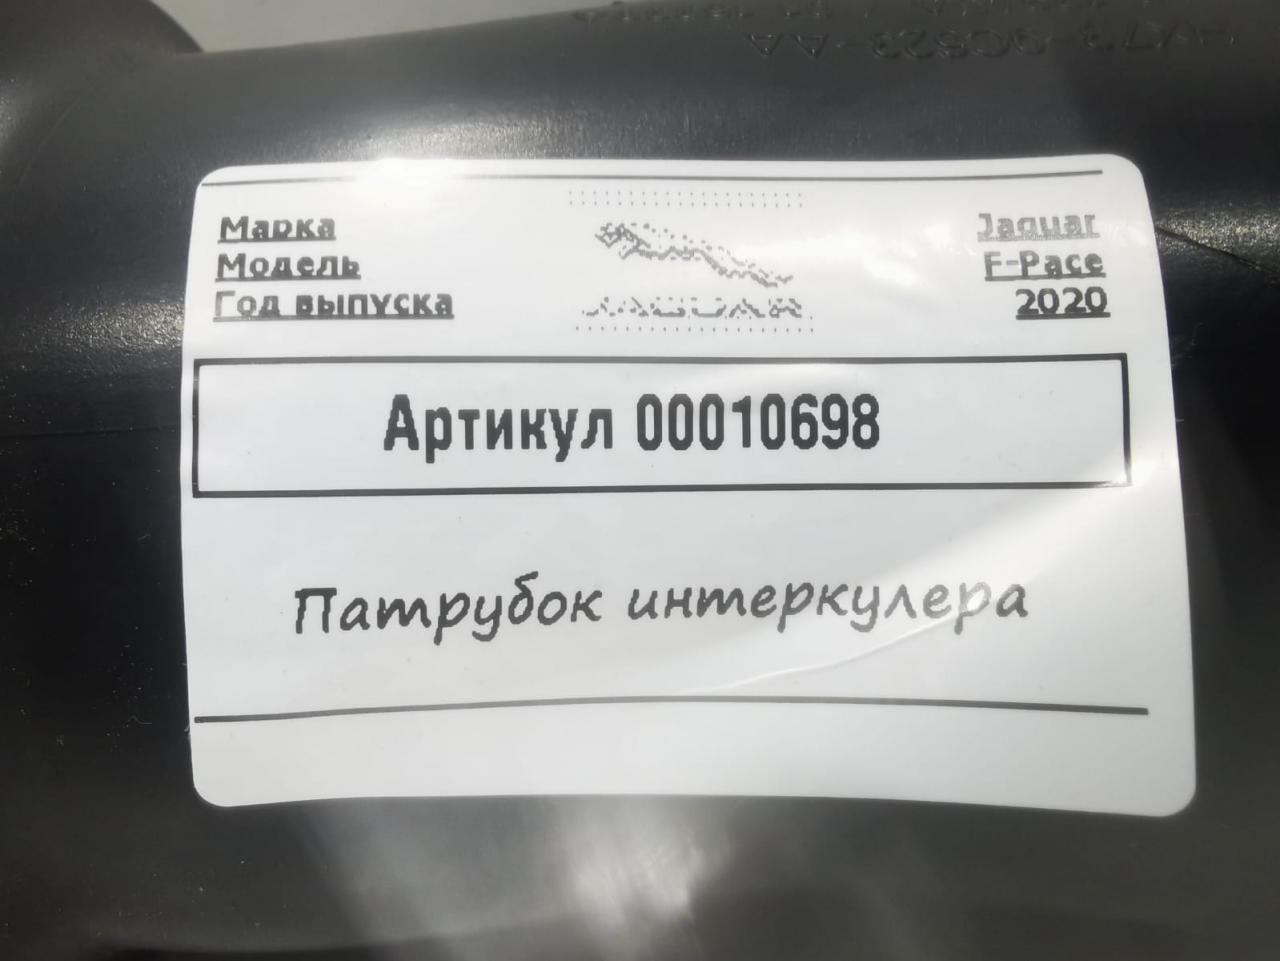 Марка Jaguar
Модель F-Pace
Год выпуска 2020
JAGUAR
Артикул 00010698
Патрубок интеркулера